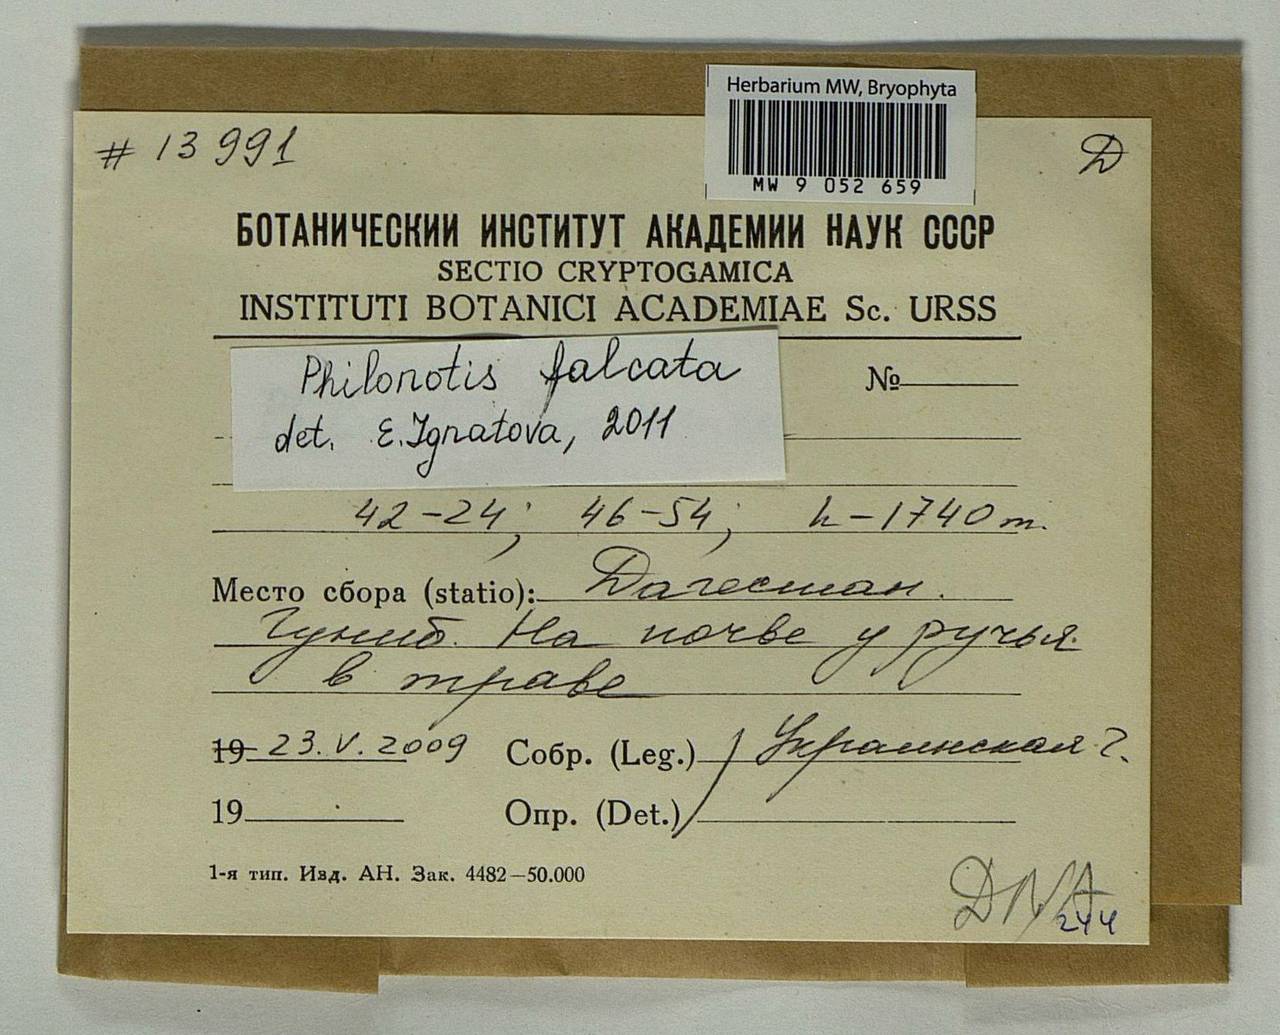 Herbarium MW, Bryophyta
MW 9 052 659
# 13991
Д
БОТАНИЧЕСКИИ ИНСТИТУТ АКАДЕМИИ НАУК СССР
SECTIO CRYPTOGAMICA
INSTITUTI BOTANICI ACADEMIAE Sc. URSS
Philonotis falcata
det. E. Ignatova, 2011
№
42-24; 46-54; h-1740 m.
Место сбора (statio): Дагестан.
Гуниб. На почве у ручья
в траве
19 23.V.2009 Собр. (Leg.) Украинская Г.
19 Опр. (Det.)
1-я тип. Изд. АН. Зак. 4482—50.000
DNA
244